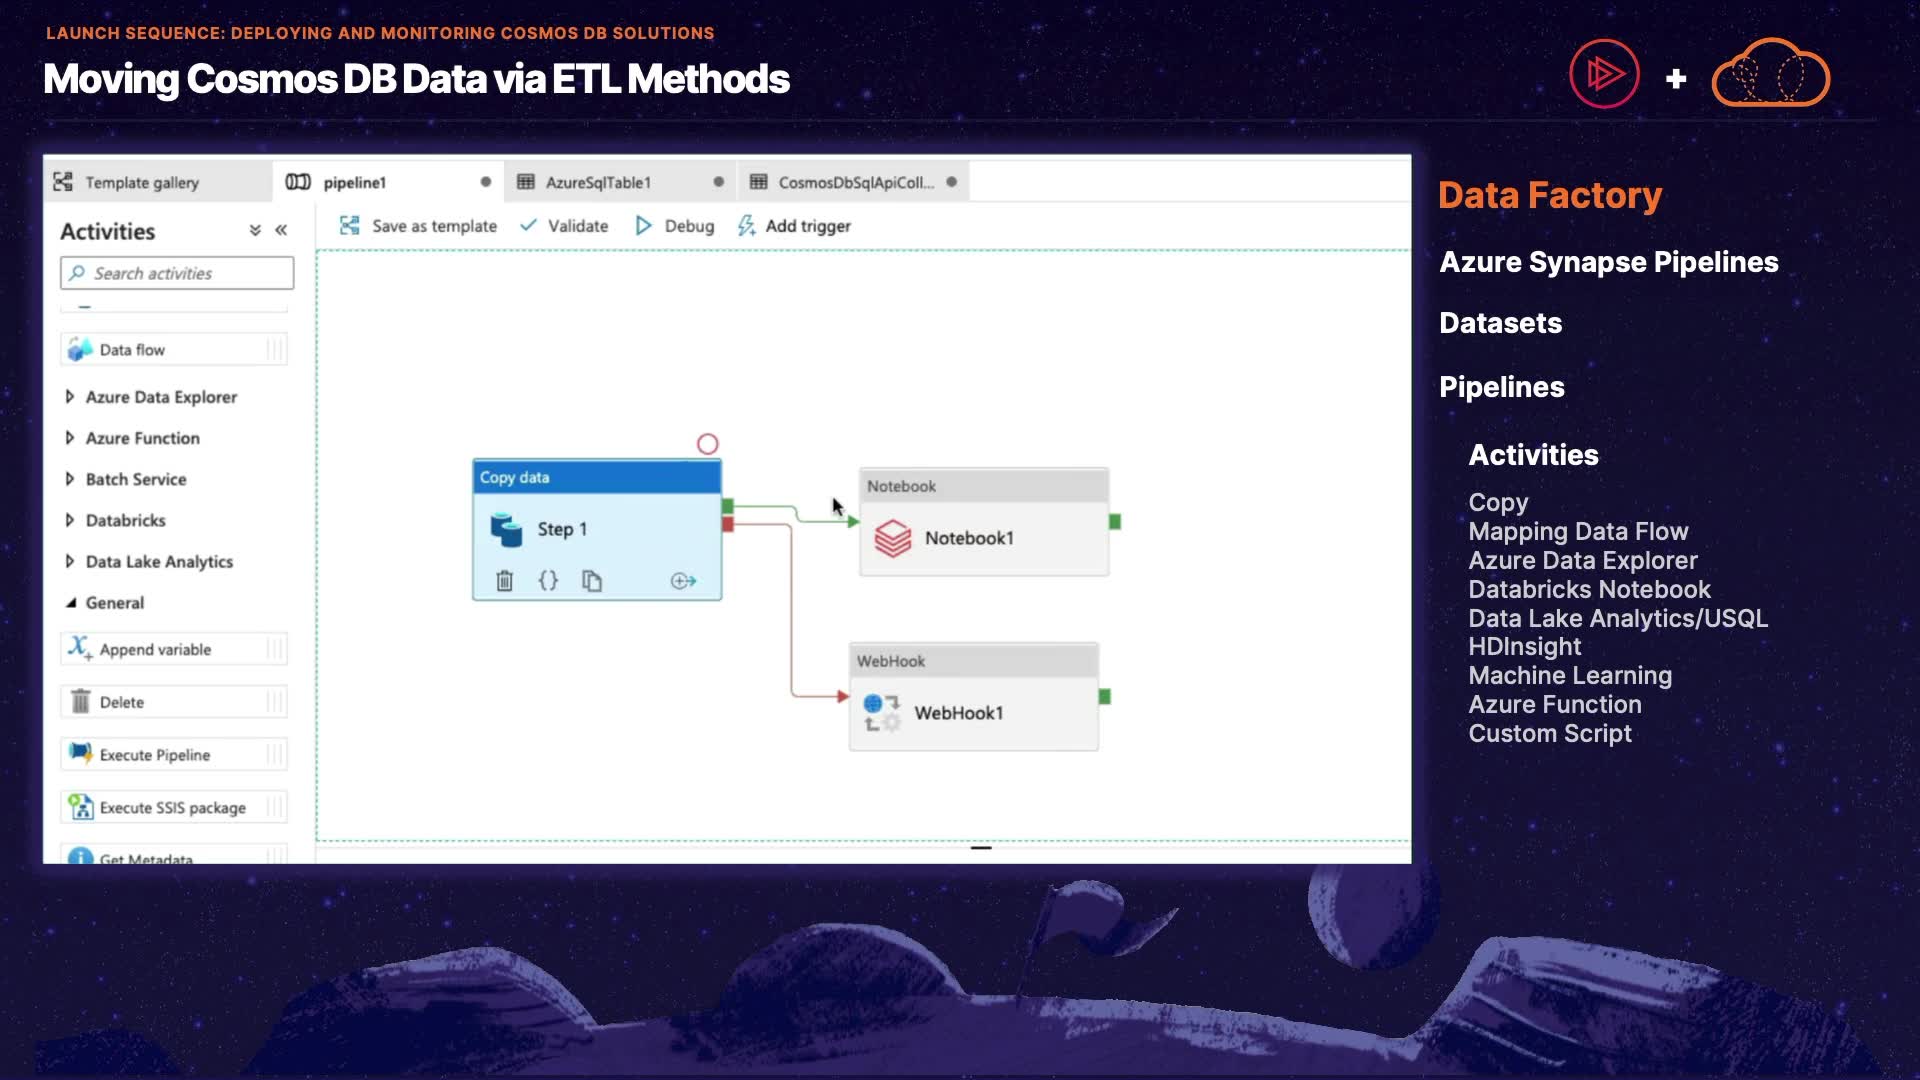 LAUNCH SEQUENCE: DEPLOYING AND MONITORING COSMOS DB SOLUTIONS
Moving Cosmos DB Data via ETL Methods
Template gallery
pipeline1
AzureSqlTable1
CosmosDbSqlApiColl...
Activities
Save as template
Validate
Debug
Add trigger
Search activities
Data flow
Azure Data Explorer
Azure Function
Batch Service
Databricks
Data Lake Analytics
General
Append variable
Delete
Execute Pipeline
Execute SSIS package
Get Metadata
Copy data
Step 1
Notebook
Notebook1
WebHook
WebHook1
Data Factory
Azure Synapse Pipelines
Datasets
Pipelines
Activities
Copy
Mapping Data Flow
Azure Data Explorer
Databricks Notebook
Data Lake Analytics/USQL
HDInsight
Machine Learning
Azure Function
Custom Script